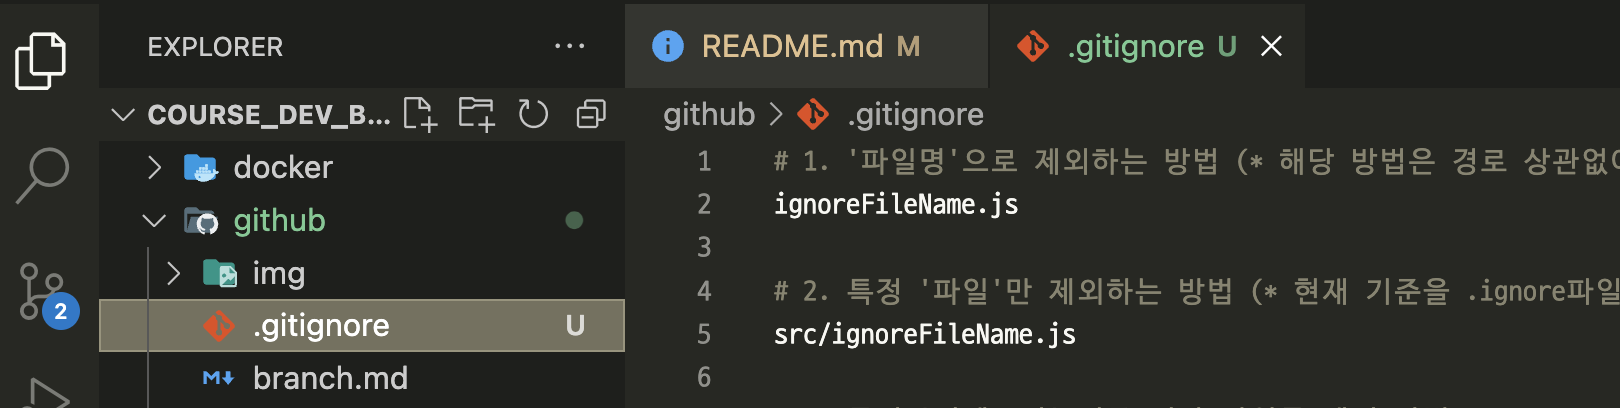 EXPLORER ...
COURSE_DEV_B...
docker
github
img
.gitignore U
branch.md
2
README.md M
.gitignore U
github > .gitignore
1 # 1. '파일명'으로 제외하는 방법 (* 해당 방법은 경로 상관없이
2 ignoreFileName.js
3
4 # 2. 특정 '파일'만 제외하는 방법 (* 현재 기준을 .ignore파일
5 src/ignoreFileName.js
6